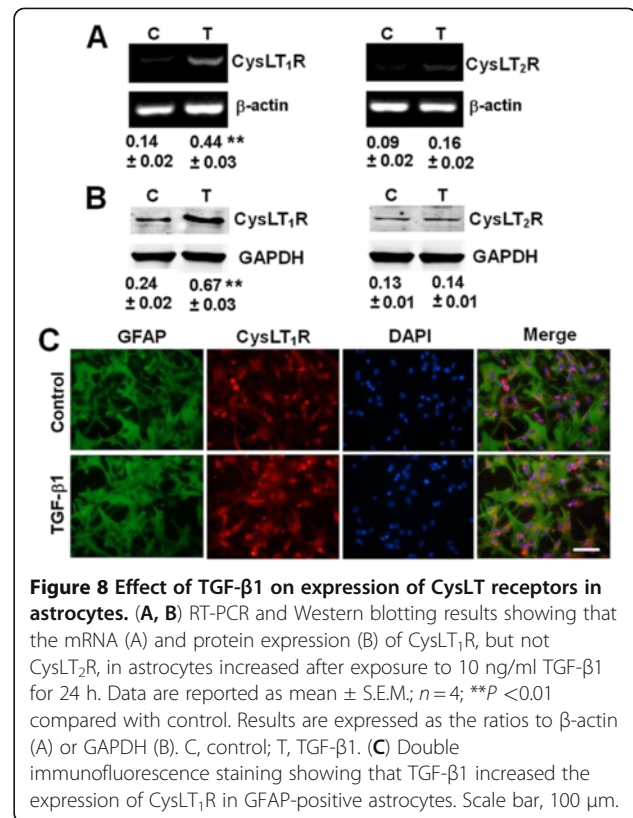 A
C T
CysLT₁R
β-actin
0.14 0.44 **
± 0.02 ± 0.03
C T
CysLT₂R
β-actin
0.09 0.16
± 0.02 ± 0.02
B
C T
CysLT₁R
GAPDH
0.24 0.67 **
± 0.02 ± 0.03
C T
CysLT₂R
GAPDH
0.13 0.14
± 0.01 ± 0.01
C
GFAP CysLT₁R DAPI Merge
Control
TGF-β1
Figure 8 Effect of TGF-β1 on expression of CysLT receptors in
astrocytes. (A, B) RT-PCR and Western blotting results showing that
the mRNA (A) and protein expression (B) of CysLT₁R, but not
CysLT₂R, in astrocytes increased after exposure to 10 ng/ml TGF-β1
for 24 h. Data are reported as mean ± S.E.M.; n = 4; **P <0.01
compared with control. Results are expressed as the ratios to β-actin
(A) or GAPDH (B). C, control; T, TGF-β1. (C) Double
immunofluorescence staining showing that TGF-β1 increased the
expression of CysLT₁R in GFAP-positive astrocytes. Scale bar, 100 μm.